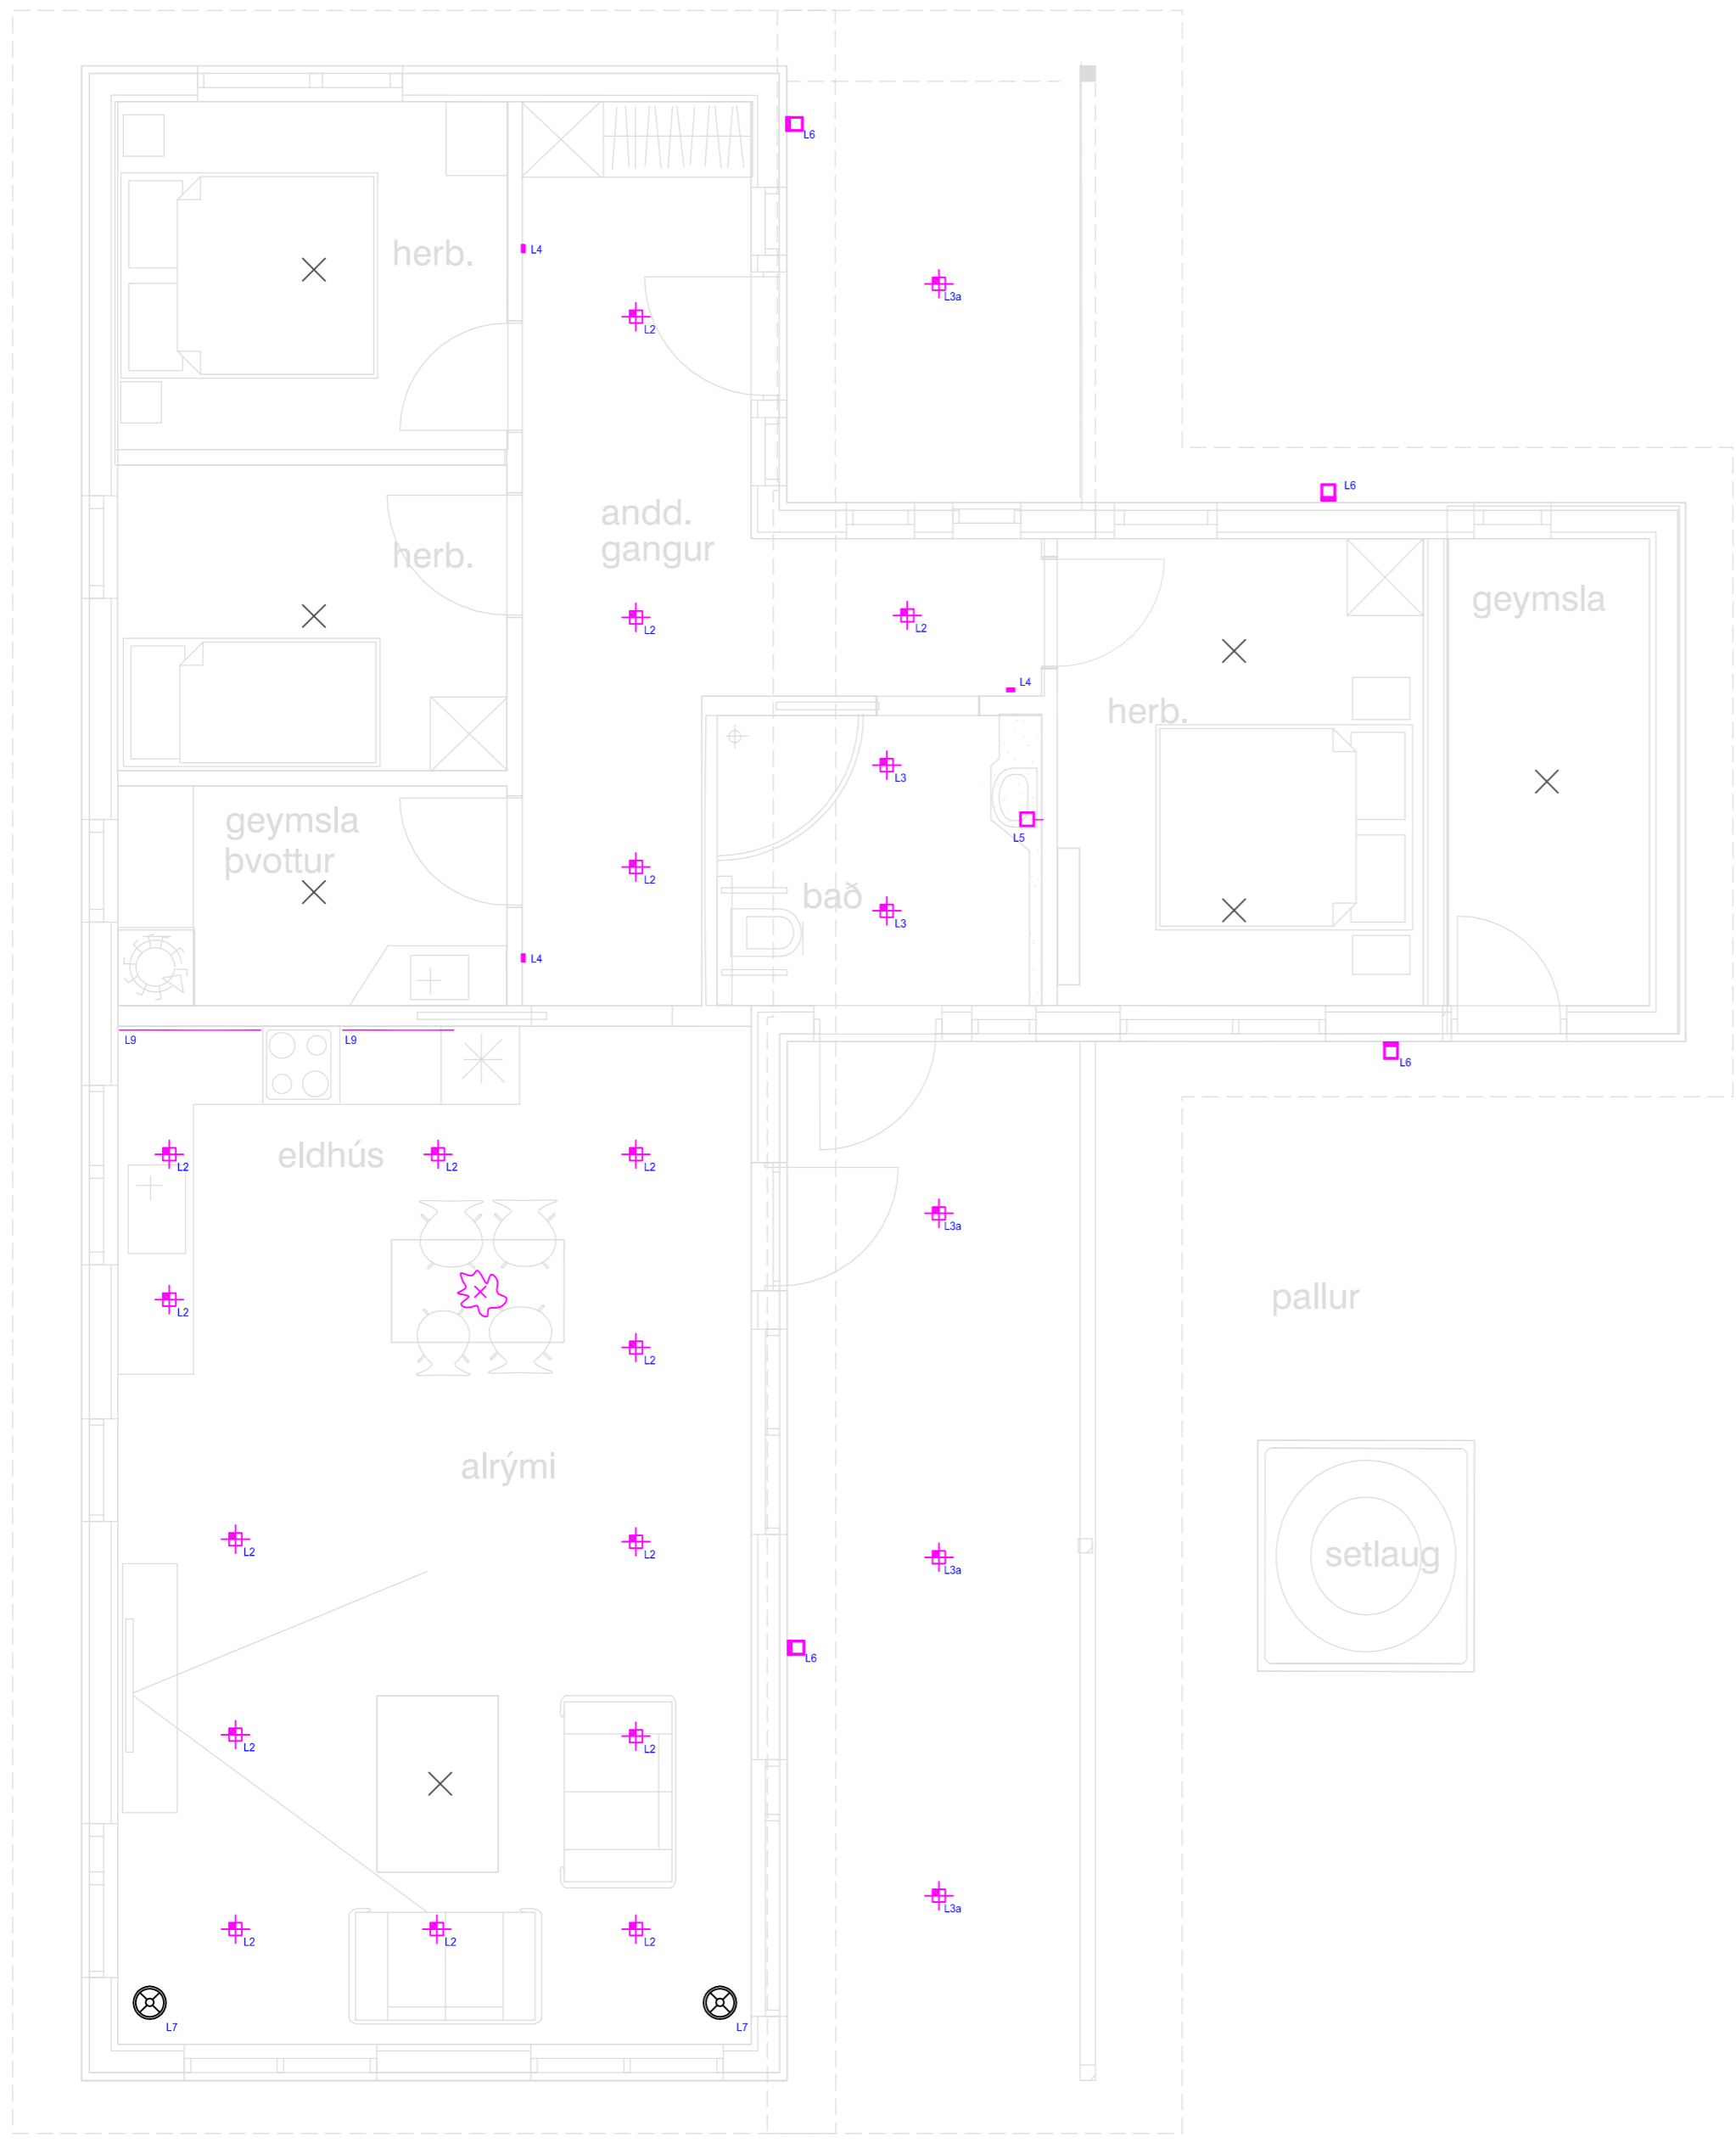 L6
herb.
L4
L3a
L2
L6
andd.
gangur
herb.
geymsla
L2
L2
L4
herb.
L3
geymsla
þvottur
L5
L2
bað
L3
L4
L9
L9
L6
eldhús
L2
L2
L2
L3a
L2
pallur
L2
alrými
L2
L2
L3a
setlaug
L6
L2
L2
L3a
L2
L2
L2
L7
L7